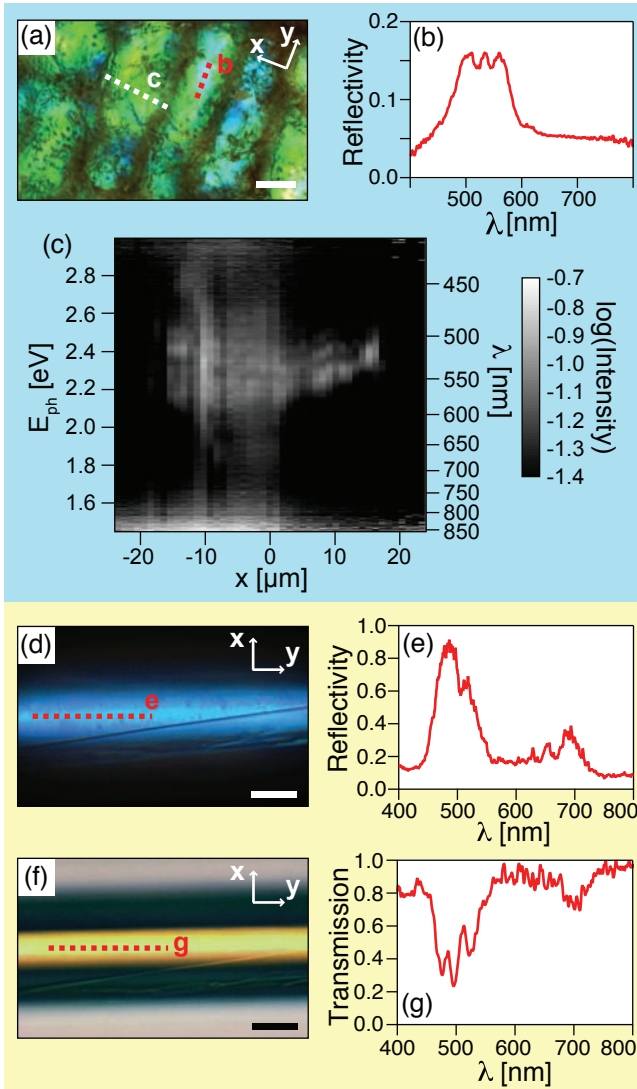 (a)
x
y
c
b
(b)
Reflectivity
0.2
0.1
0.0
500
600
700
λ [nm]
(c)
E_ph [eV]
2.8
2.6
2.4
2.2
2.0
1.8
1.6
-20
-10
0
10
20
x [µm]
450
500
550
600
650
700
750
800
850
λ [nm]
-0.7
-0.8
-0.9
-1.0
-1.1
-1.2
-1.3
-1.4
log(Intensity)
(d)
x
y
e
(e)
Reflectivity
1.0
0.8
0.6
0.4
0.2
0.0
400
500
600
700
800
λ [nm]
(f)
x
y
g
(g)
Transmission
1.0
0.8
0.6
0.4
0.2
0.0
400
500
600
700
800
λ [nm]